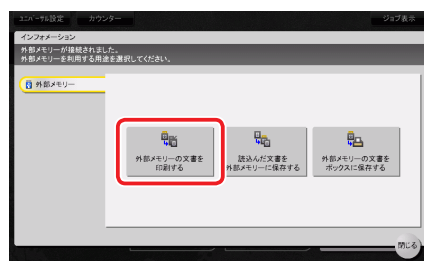 ユニバーサル設定 カウンター ジョブ表示
インフォメーション
外部メモリーが接続されました。
外部メモリーを利用する用途を選択してください。
外部メモリー
外部メモリーの文書を
印刷する
読込んだ文書を
外部メモリーに保存する
外部メモリーの文書を
ボックスに保存する
閉じる